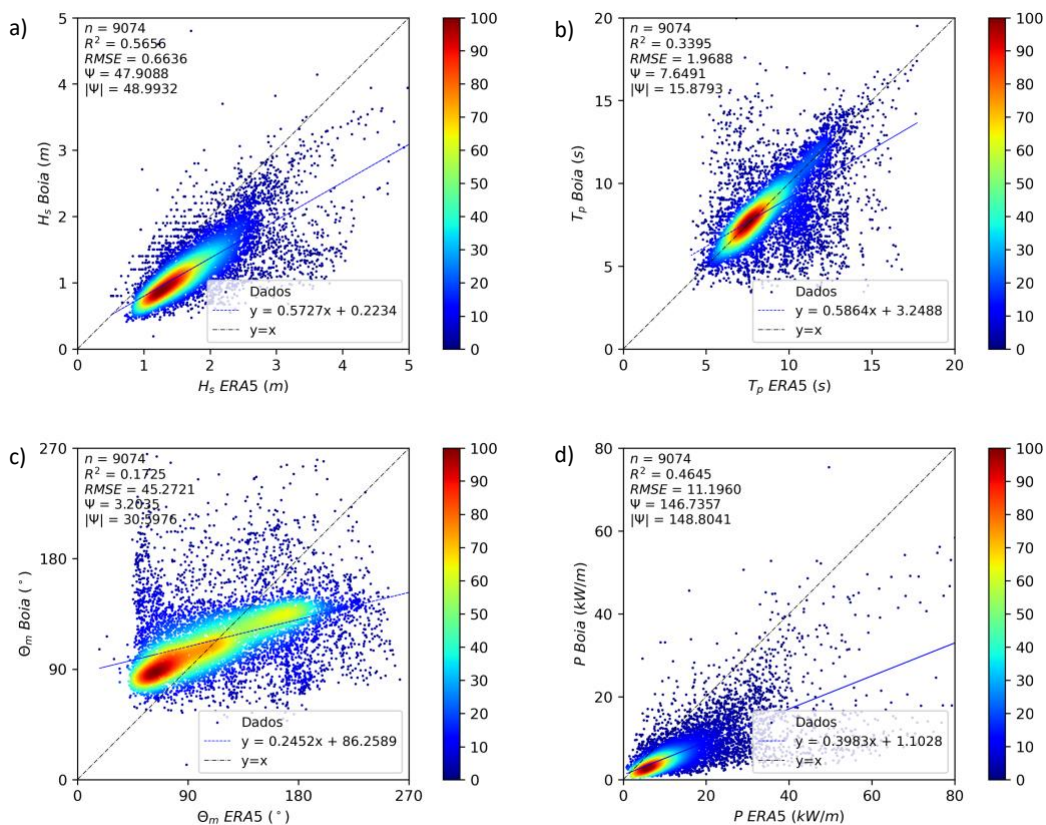 a)
n = 9074
R² = 0.5656
RMSE = 0.6636
Ψ = 47.9088
|Ψ| = 48.9932
5
4
3
2
1
0
H_s Boia (m)
Dados
y = 0.5727x + 0.2234
y=x
0 1 2 3 4 5
H_s ERA5 (m)
100
90
80
70
60
50
40
30
20
10
0
b)
n = 9074
R² = 0.3395
RMSE = 1.9688
Ψ = 7.6491
|Ψ| = 15.8793
20
15
10
5
0
T_p Boia (s)
Dados
y = 0.5864x + 3.2488
y=x
0 5 10 15 20
T_p ERA5 (s)
100
90
80
70
60
50
40
30
20
10
0
c)
n = 9074
R² = 0.1725
RMSE = 45.2721
Ψ = 3.2035
|Ψ| = 30.5976
270
180
90
0
Θ_m Boia (°)
Dados
y = 0.2452x + 86.2589
y=x
0 90 180 270
Θ_m ERA5 (°)
100
90
80
70
60
50
40
30
20
10
0
d)
n = 9074
R² = 0.4645
RMSE = 11.1960
Ψ = 146.7357
|Ψ| = 148.8041
80
60
40
20
0
P Boia (kW/m)
Dados
y = 0.3983x + 1.1028
y=x
0 20 40 60 80
P ERA5 (kW/m)
100
90
80
70
60
50
40
30
20
10
0